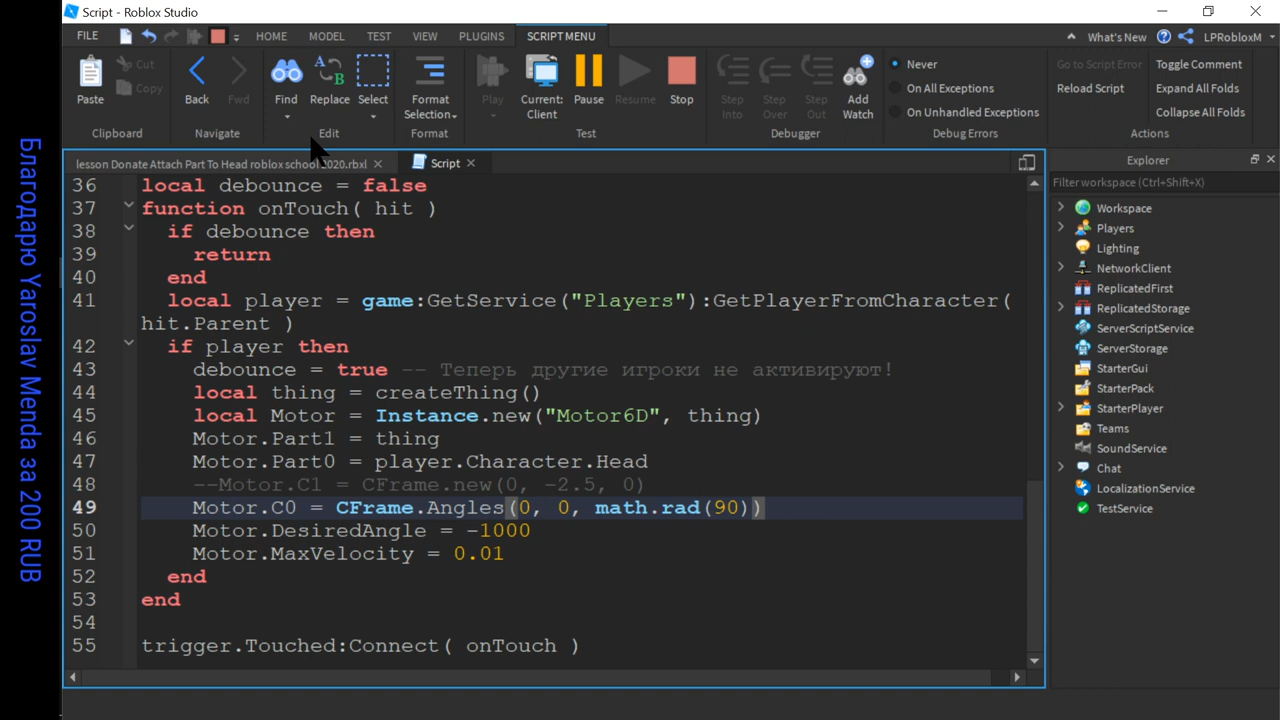 Благодарю Yaroslav Menda за 200 RUB
Script - Roblox Studio
FILE HOME MODEL TEST VIEW PLUGINS SCRIPT MENU What's New LPRobloxM
Paste Cut Copy Back Fwd Find Replace Select Format Selection Play Current: Client Pause Resume Stop Step Into Step Over Step Out Add Watch
Never
On All Exceptions
On Unhandled Exceptions
Go to Script Error
Reload Script
Toggle Comment
Expand All Folds
Collapse All Folds
Clipboard Navigate Edit Format Test Debugger Debug Errors Actions
lesson Donate Attach Part To Head roblox school 2020.rbxl Script
36 local debounce = false
37 function onTouch( hit )
38 if debounce then
39 return
40 end
41 local player = game:GetService("Players"):GetPlayerFromCharacter(
hit.Parent )
42 if player then
43 debounce = true -- Теперь другие игроки не активируют!
44 local thing = createThing()
45 local Motor = Instance.new("Motor6D", thing)
46 Motor.Part1 = thing
47 Motor.Part0 = player.Character.Head
48 --Motor.C1 = CFrame.new(0, -2.5, 0)
49 Motor.C0 = CFrame.Angles(0, 0, math.rad(90))
50 Motor.DesiredAngle = -1000
51 Motor.MaxVelocity = 0.01
52 end
53 end
54
55 trigger.Touched:Connect( onTouch )
Explorer
Filter workspace (Ctrl+Shift+X)
Workspace
Players
Lighting
NetworkClient
ReplicatedFirst
ReplicatedStorage
ServerScriptService
ServerStorage
StarterGui
StarterPack
StarterPlayer
Teams
SoundService
Chat
LocalizationService
TestService